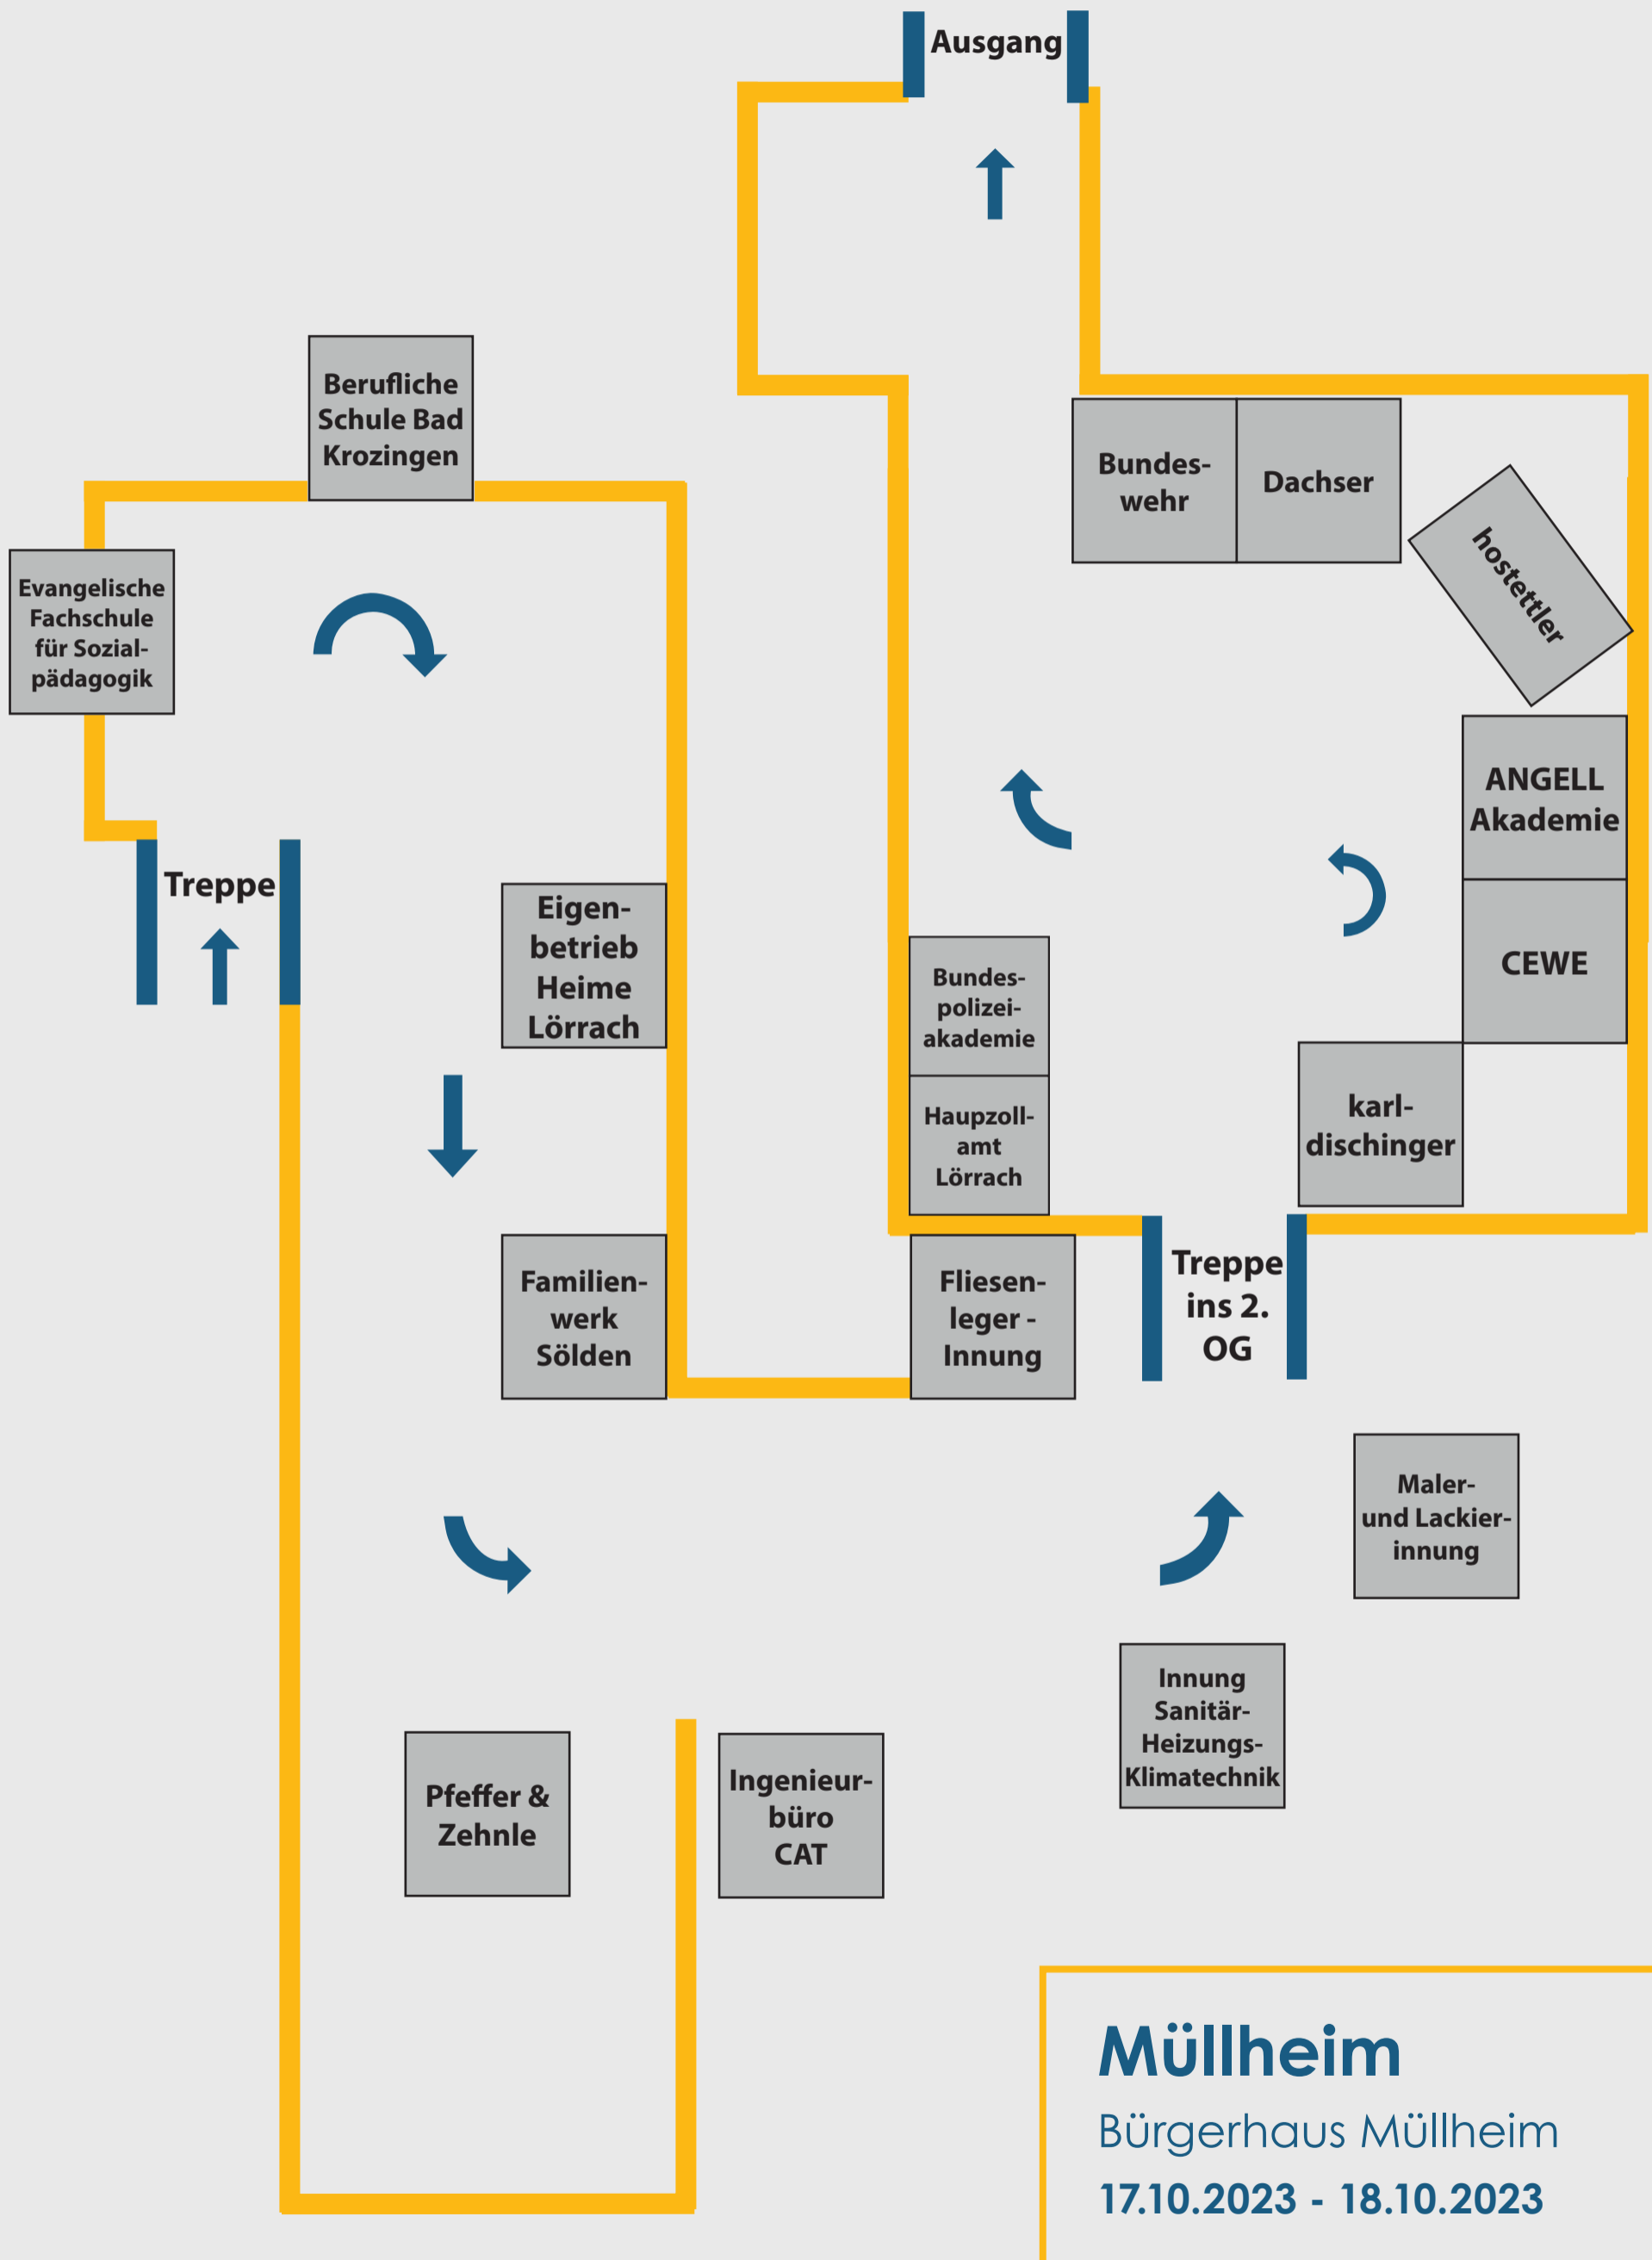 Ausgang
Berufliche
Schule Bad
Krozingen
Bundes-
wehr
Dachser
hostettler
Evangelische
Fachschule
für Sozial-
pädagogik
ANGELL
Akademie
Treppe
Eigen-
betrieb
Heime
Lörrach
CEWE
Bundes-
polizei-
akademie
Haupzoll-
amt
Lörrach
karl-
dischinger
Familien-
werk
Sölden
Fliesen-
leger -
Innung
Treppe
ins 2.
OG
Maler-
und Lackier-
innung
Innung
Sanitär-
Heizungs-
Klimatechnik
Pfeffer &
Zehnle
Ingenieur-
büro
CAT
Müllheim
Bürgerhaus Müllheim
17.10.2023 - 18.10.2023